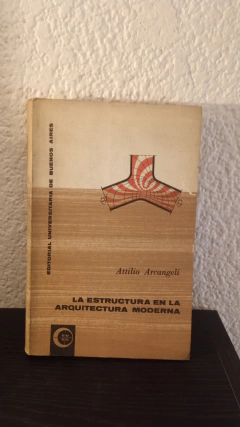 EDITORIAL UNIVERSITARIA DE BUENOS AIRES
Attilio Arcangeli
LA ESTRUCTURA EN LA
ARQUITECTURA MODERNA